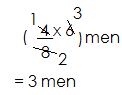 1 3
( 4 x 6 ) men
8 2
= 3 men